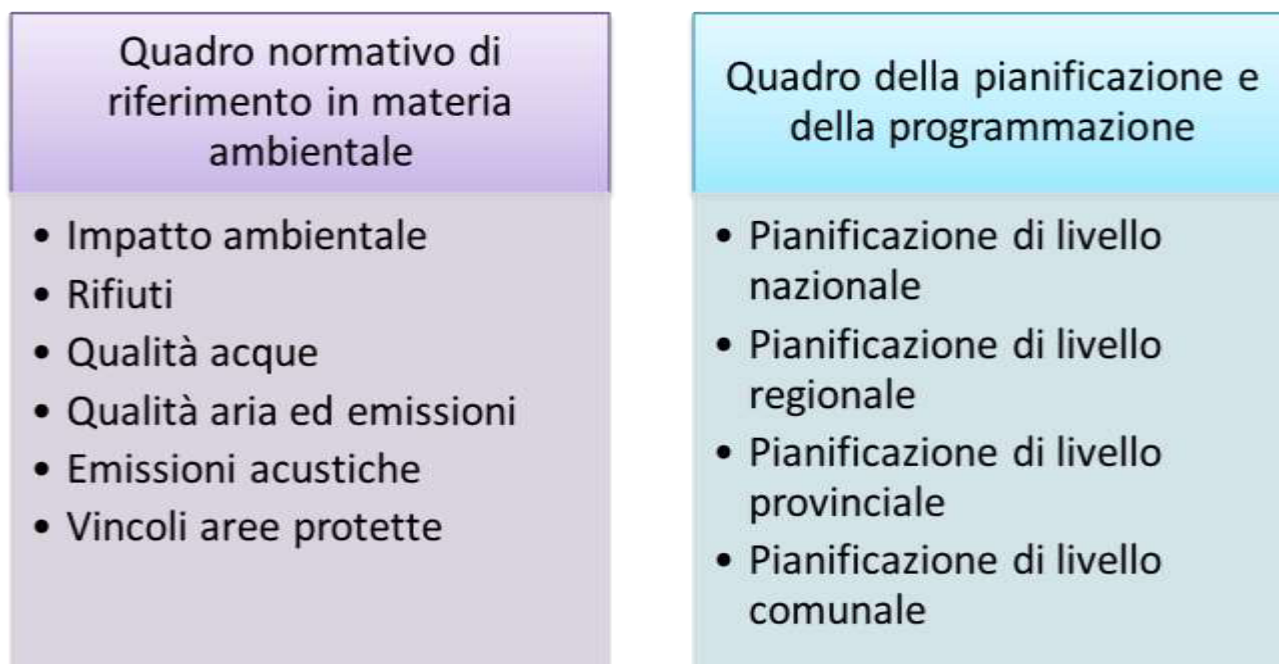 Quadro normativo di
riferimento in materia
ambientale
• Impatto ambientale
• Rifiuti
• Qualità acque
• Qualità aria ed emissioni
• Emissioni acustiche
• Vincoli aree protette
Quadro della pianificazione e
della programmazione
• Pianificazione di livello
nazionale
• Pianificazione di livello
regionale
• Pianificazione di livello
provinciale
• Pianificazione di livello
comunale